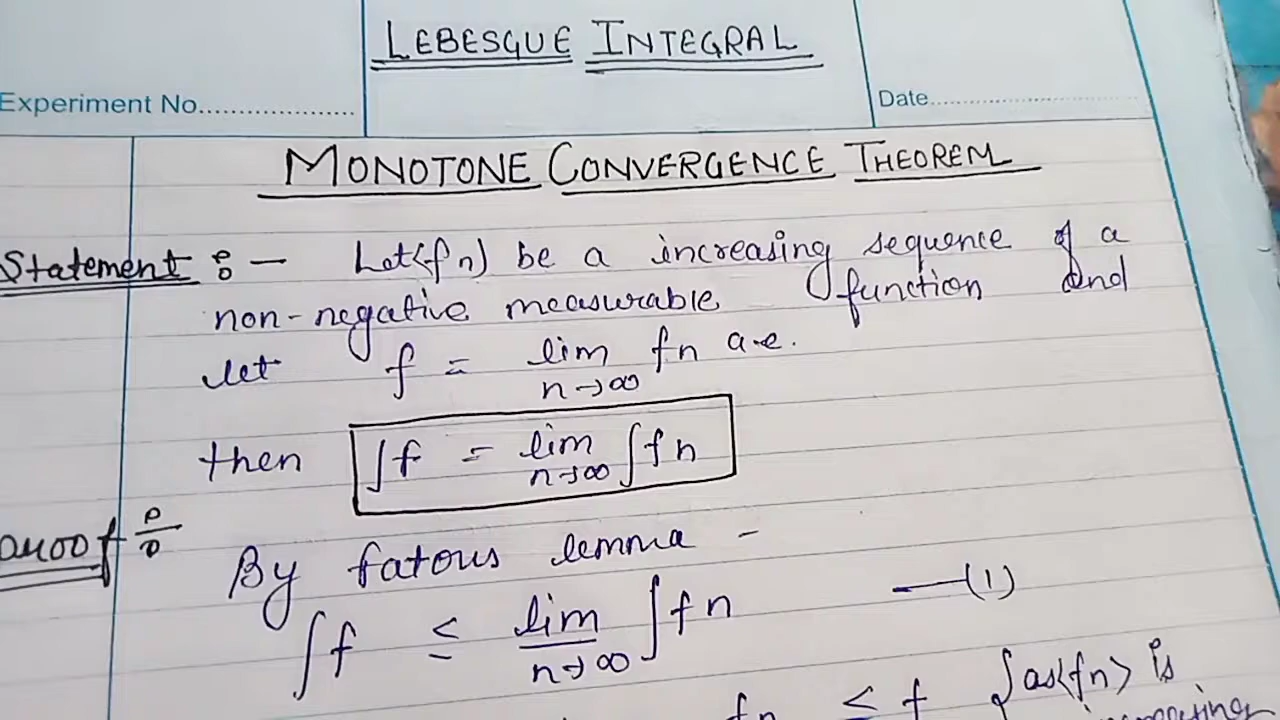 LEBESGUE INTEGRAL
Experiment No....................
Date..............................
MONOTONE CONVERGENCE THEOREM
Statement :- Let <fn> be a increasing sequence of a
non-negative measurable function and
let f = lim fn a.e.
n→∞
then ∫f = lim ∫fn
n→∞
Proof :
By fatous lemma -
∫f ≤ lim ∫fn —(1)
n→∞
fn ≤ f {as <fn> is
increasing